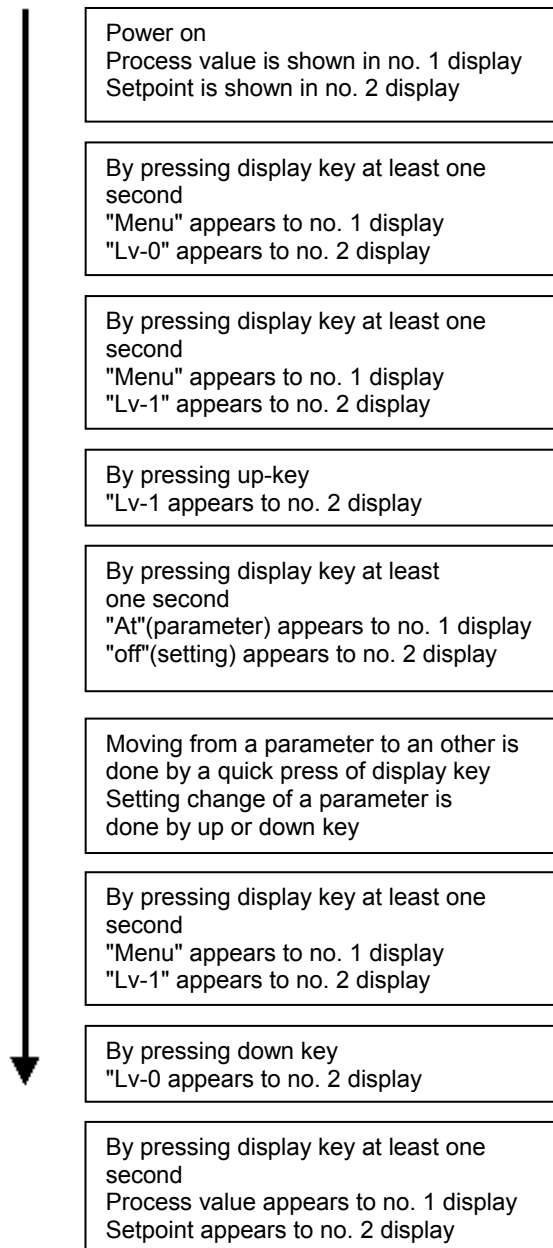 Power on
Process value is shown in no. 1 display
Setpoint is shown in no. 2 display
By pressing display key at least one
second
"Menu" appears to no. 1 display
"Lv-0" appears to no. 2 display
By pressing display key at least one
second
"Menu" appears to no. 1 display
"Lv-1" appears to no. 2 display
By pressing up-key
"Lv-1 appears to no. 2 display
By pressing display key at least
one second
"At"(parameter) appears to no. 1 display
"off"(setting) appears to no. 2 display
Moving from a parameter to an other is
done by a quick press of display key
Setting change of a parameter is
done by up or down key
By pressing display key at least one
second
"Menu" appears to no. 1 display
"Lv-1" appears to no. 2 display
By pressing down key
"Lv-0 appears to no. 2 display
By pressing display key at least one
second
Process value appears to no. 1 display
Setpoint appears to no. 2 display